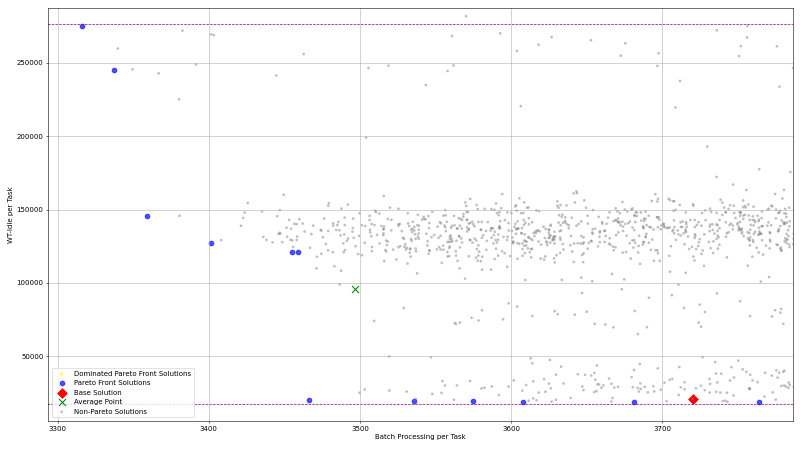 250000
200000
150000
100000
50000
WT-Idle per Task
3300
3400
3500
3600
3700
Batch Processing per Task
Dominated Pareto Front Solutions
Pareto Front Solutions
Base Solution
Average Point
Non-Pareto Solutions